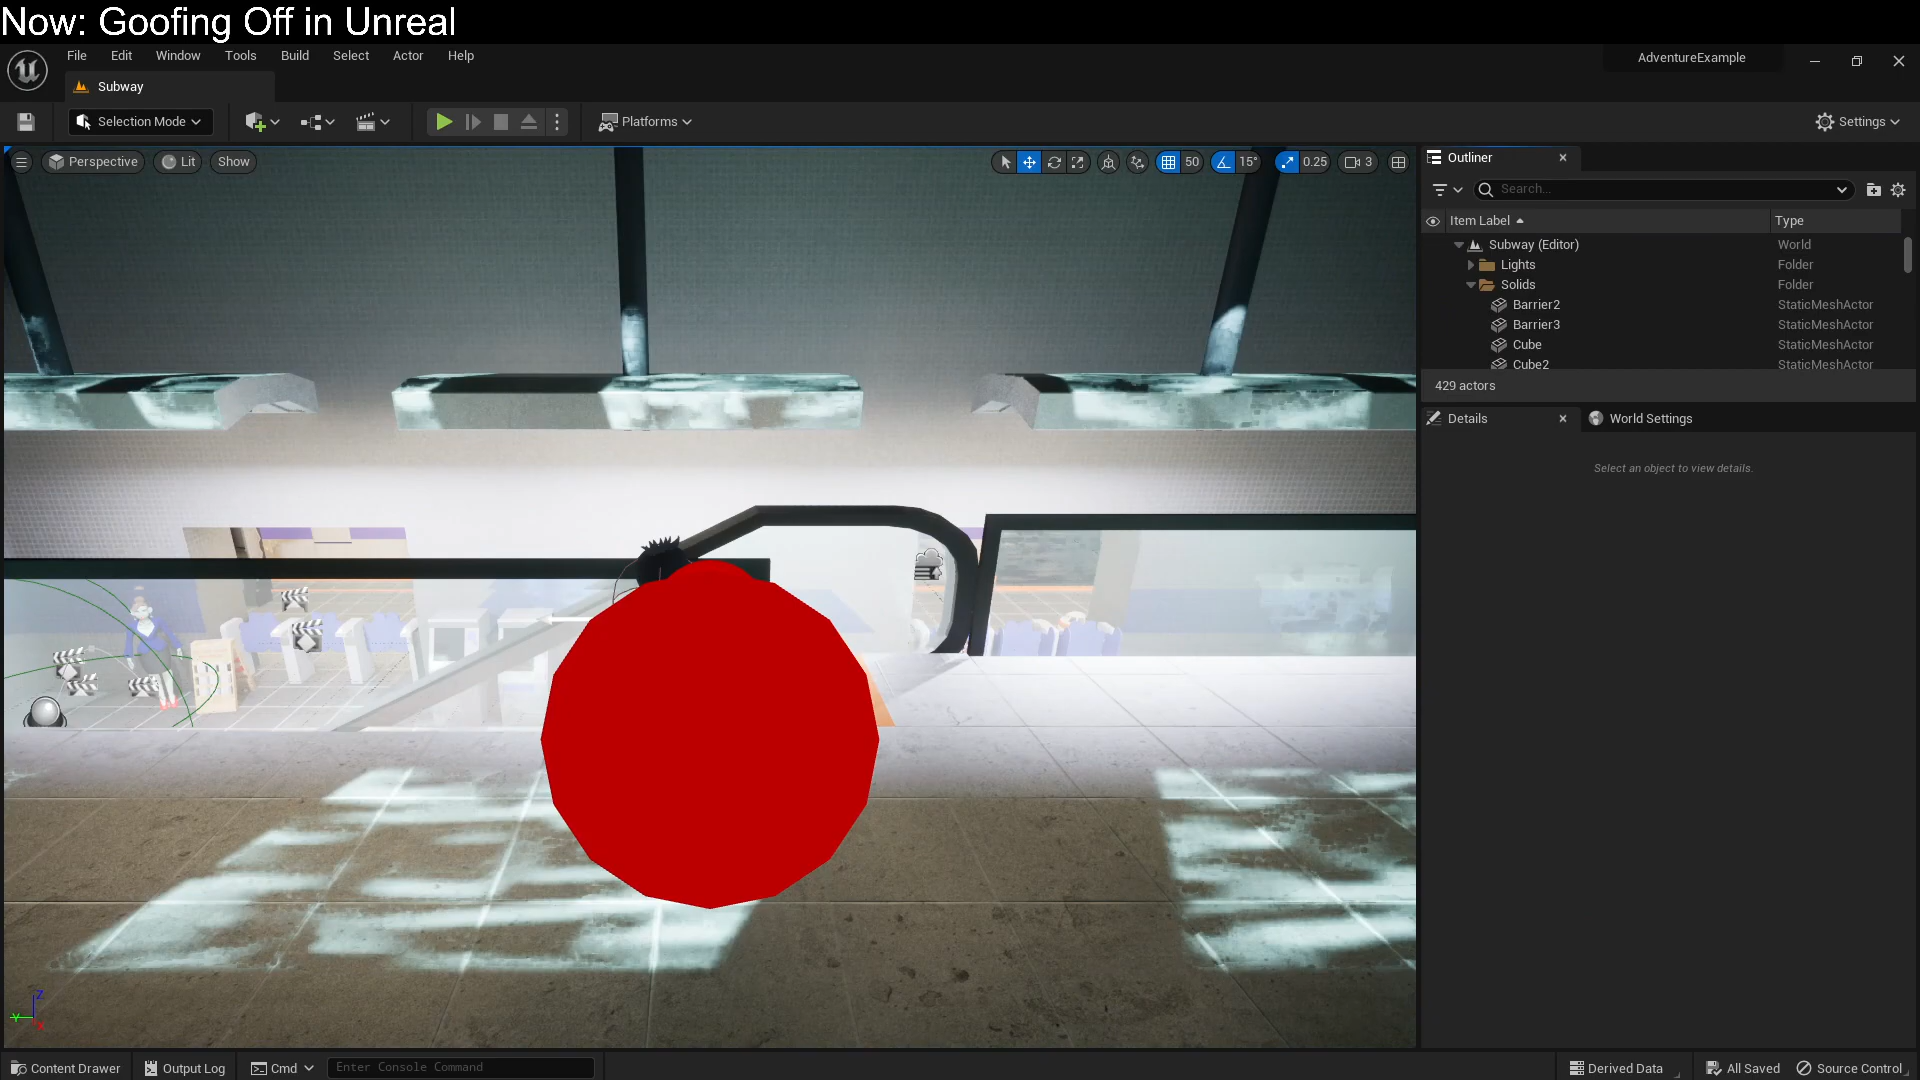 Now: Goofing Off in Unreal
File Edit Window Tools Build Select Actor Help
AdventureExample
Subway
Selection Mode
Platforms
Settings
Perspective Lit Show
50 15° 0.25 3
Outliner
Search...
Item Label Type
Subway (Editor) World
Lights Folder
Solids Folder
Barrier2 StaticMeshActor
Barrier3 StaticMeshActor
Cube StaticMeshActor
Cube2 StaticMeshActor
429 actors
Details World Settings
Select an object to view details.
Z
Y
X
Content Drawer Output Log Cmd Enter Console Command Derived Data All Saved Source Control